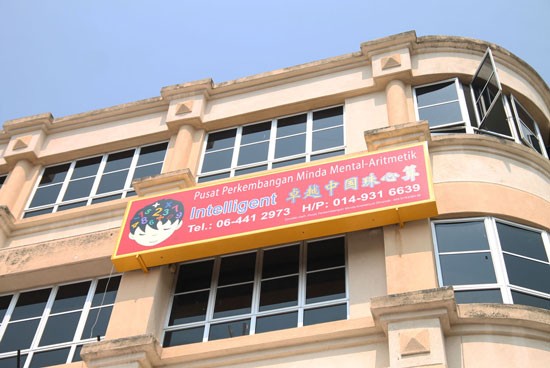 Pusat Perkembangan Minda Mental-Aritmetik
Intelligent 卓越中国珠心算
Tel.: 06-441 2973 H/P: 014-931 6639